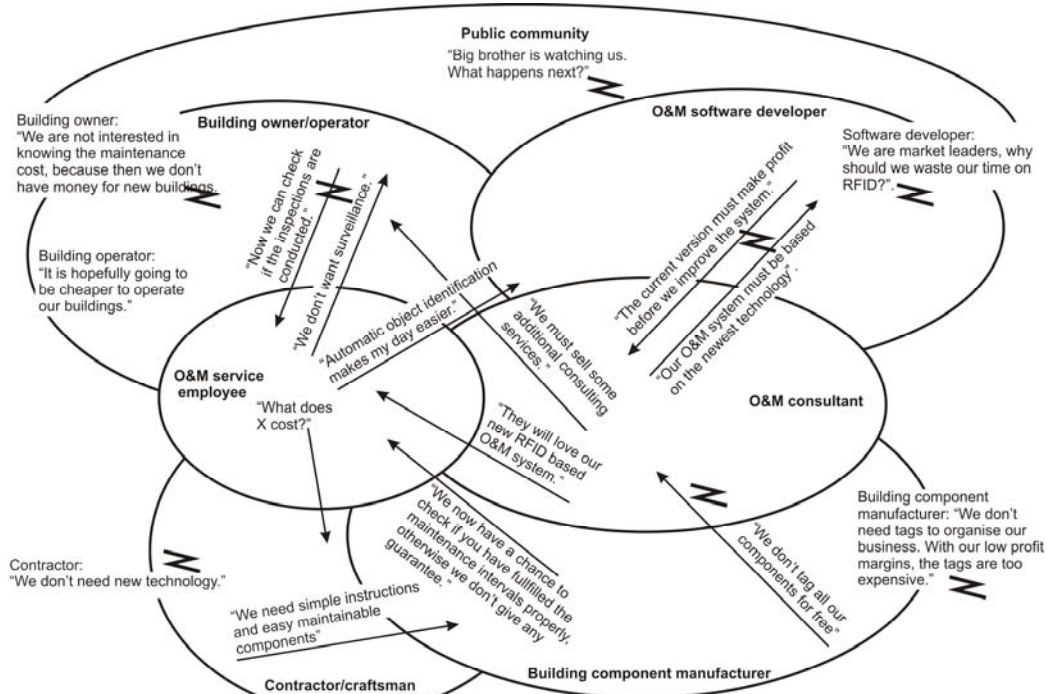 Public community
“Big brother is watching us.
What happens next?”
Building owner:
“We are not interested in
knowing the maintenance
cost, because then we don’t
have money for new buildings.
Building owner/operator
O&M software developer
Software developer:
“We are market leaders, why
should we waste our time on
RFID?”.
“Now we can check
if the inspections are
conducted.”
“We don’t want surveillance.”
“The current version must make profit
before we improve the system.”
“Our O&M system must be based
on the newest technology”.
Building operator:
“It is hopefully going to
be cheaper to operate
our buildings.”
“Automatic object identification
makes my day easier.”
“We must sell some
additional consulting
services.”
O&M service
employee
“What does
X cost?”
O&M consultant
“They will love our
new RFID based
O&M system.”
“We now have a chance to
check if you have fullfilled the
maintenance intervals properly,
otherwise we don’t give any
guarantee. ”
“We don’t tag all our
components for free”
Building component
manufacturer: “We don’t
need tags to organise our
business. With our low profit
margins, the tags are too
expensive.”
Contractor:
“We don’t need new technology.”
“We need simple instructions
and easy maintainable
components”
Building component manufacturer
Contractor/craftsman